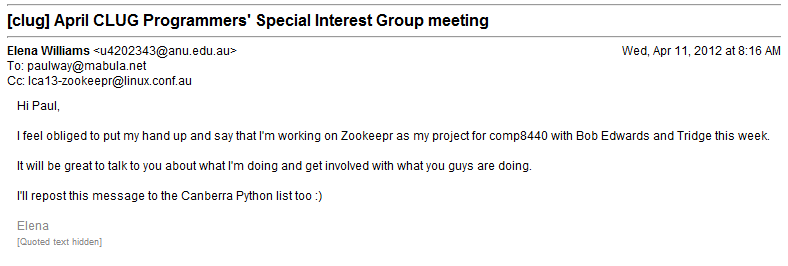 [clug] April CLUG Programmers' Special Interest Group meeting
Elena Williams <u4202343@anu.edu.au> Wed, Apr 11, 2012 at 8:16 AM
To: paulway@mabula.net
Cc: lca13-zookeepr@linux.conf.au
Hi Paul,
I feel obliged to put my hand up and say that I'm working on Zookeepr as my project for comp8440 with Bob Edwards and Tridge this week.
It will be great to talk to you about what I'm doing and get involved with what you guys are doing.
I'll repost this message to the Canberra Python list too :)
Elena
[Quoted text hidden]